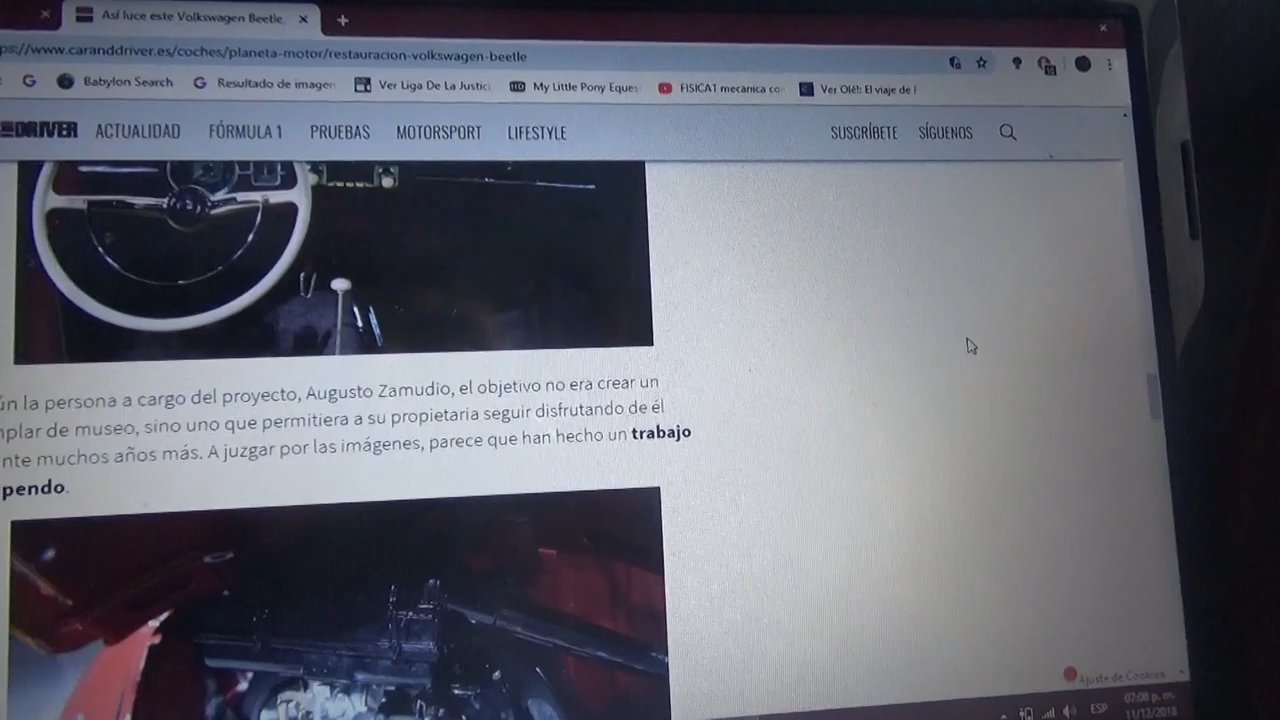 Así luce este Volkswagen Beetle,
ps://www.caranddriver.es/coches/planeta-motor/restauracion-volkswagen-beetle
Babylon Search Resultado de imagen Ver Liga De La Justici My Little Pony Eques FISICA1 mecanica co Ver Olé!: El viaje de F
DRIVER ACTUALIDAD FÓRMULA 1 PRUEBAS MOTORSPORT LIFESTYLE SUSCRÍBETE SÍGUENOS
ún la persona a cargo del proyecto, Augusto Zamudio, el objetivo no era crear un
mplar de museo, sino uno que permitiera a su propietaria seguir disfrutando de él
nte muchos años más. A juzgar por las imágenes, parece que han hecho un trabajo
pendo.
Ajuste de Cookies
07:08 p. m.
ESP
11/12/2018